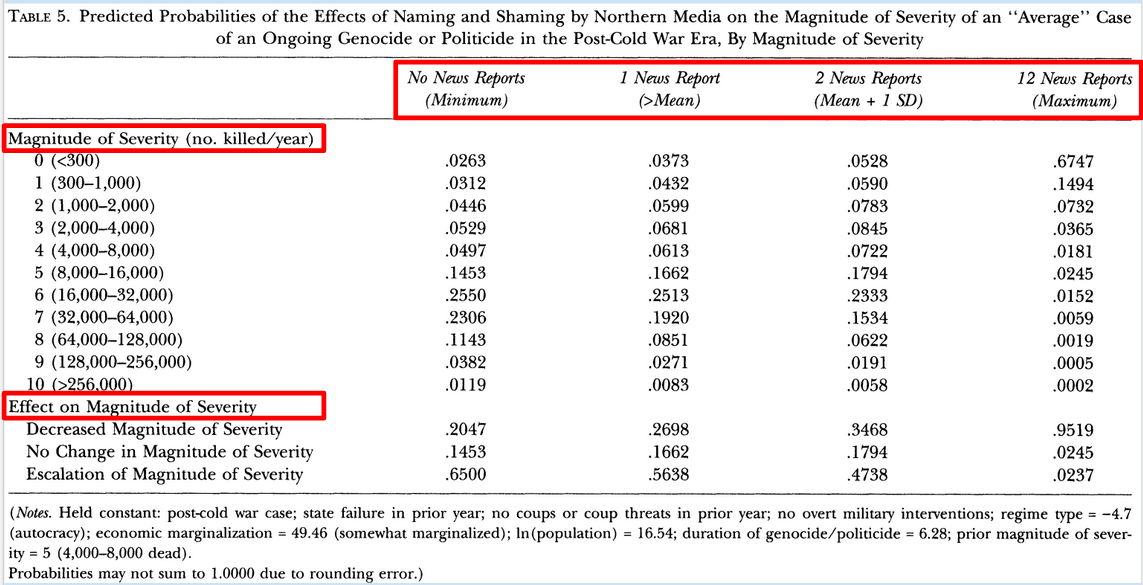 TABLE 5. Predicted Probabilities of the Effects of Naming and Shaming by Northern Media on the Magnitude of Severity of an ‘‘Average’’ Case
of an Ongoing Genocide or Politicide in the Post-Cold War Era, By Magnitude of Severity
No News Reports 1 News Report 2 News Reports 12 News Reports
(Minimum) (>Mean) (Mean + 1 SD) (Maximum)
Magnitude of Severity (no. killed/year)
0 (<300) .0263 .0373 .0528 .6747
1 (300–1,000) .0312 .0432 .0590 .1494
2 (1,000–2,000) .0446 .0599 .0783 .0732
3 (2,000–4,000) .0529 .0681 .0845 .0365
4 (4,000–8,000) .0497 .0613 .0722 .0181
5 (8,000–16,000) .1453 .1662 .1794 .0245
6 (16,000–32,000) .2550 .2513 .2333 .0152
7 (32,000–64,000) .2306 .1920 .1534 .0059
8 (64,000–128,000) .1143 .0851 .0622 .0019
9 (128,000–256,000) .0382 .0271 .0191 .0005
10 (>256,000) .0119 .0083 .0058 .0002
Effect on Magnitude of Severity
Decreased Magnitude of Severity .2047 .2698 .3468 .9519
No Change in Magnitude of Severity .1453 .1662 .1794 .0245
Escalation of Magnitude of Severity .6500 .5638 .4738 .0237
(Notes. Held constant: post-cold war case; state failure in prior year; no coups or coup threats in prior year; no overt military interventions; regime type = −4.7
(autocracy); economic marginalization = 49.46 (somewhat marginalized); ln(population) = 16.54; duration of genocide/politicide = 6.28; prior magnitude of sever-
ity = 5 (4,000–8,000 dead).
Probabilities may not sum to 1.0000 due to rounding error.)